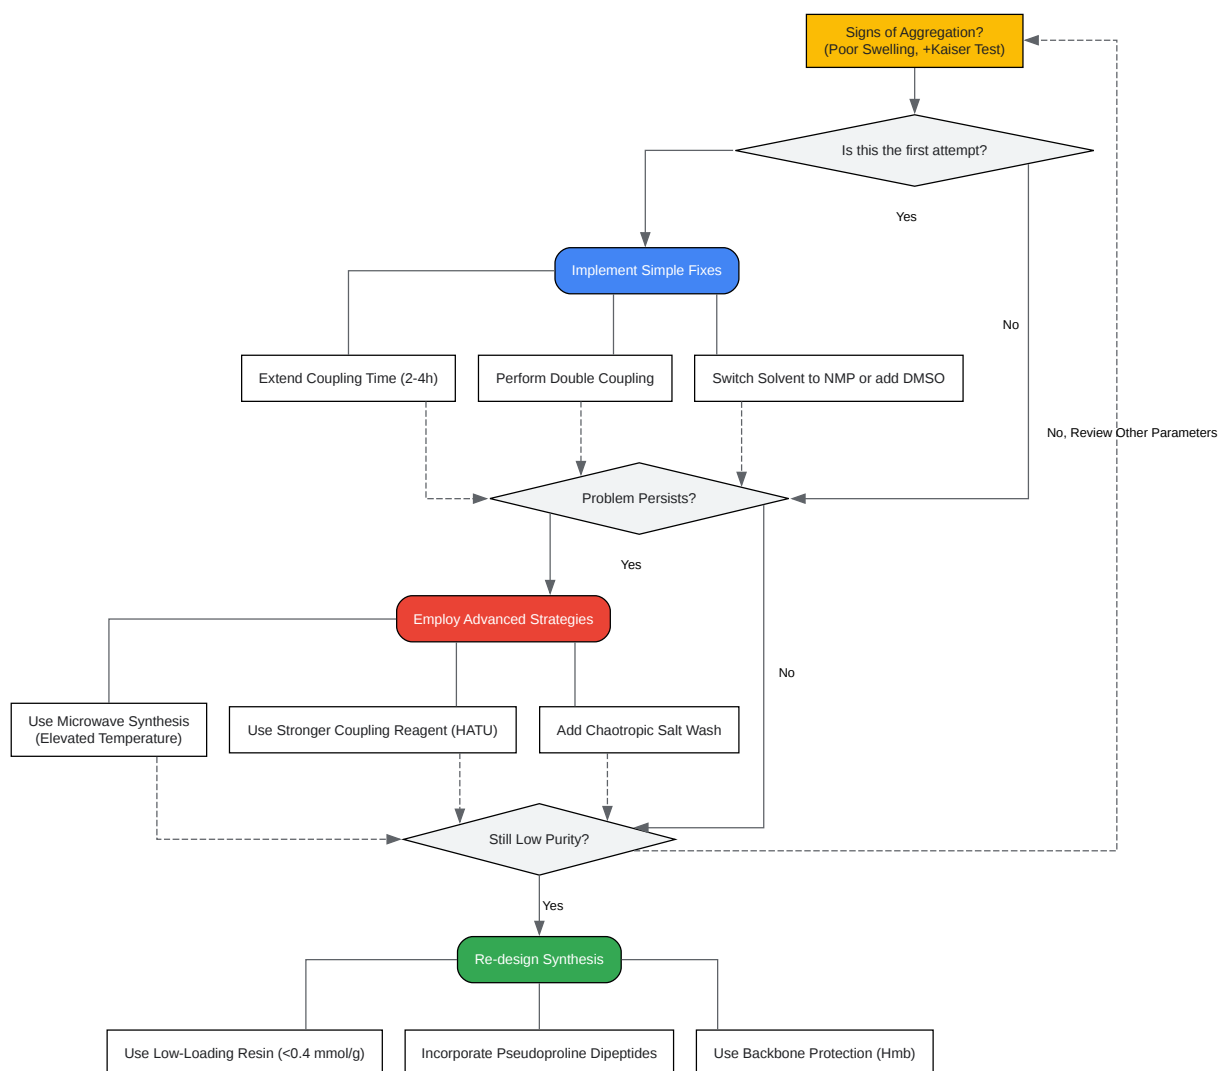 Signs of Aggregation?
(Poor Swelling, +Kaiser Test)
Is this the first attempt?
Yes
Implement Simple Fixes
No
Extend Coupling Time (2-4h)
Perform Double Coupling
Switch Solvent to NMP or add DMSO
No, Review Other Parameters
Problem Persists?
Yes
Employ Advanced Strategies
No
Use Microwave Synthesis
(Elevated Temperature)
Use Stronger Coupling Reagent (HATU)
Add Chaotropic Salt Wash
Still Low Purity?
Yes
Re-design Synthesis
Use Low-Loading Resin (<0.4 mmol/g)
Incorporate Pseudoproline Dipeptides
Use Backbone Protection (Hmb)